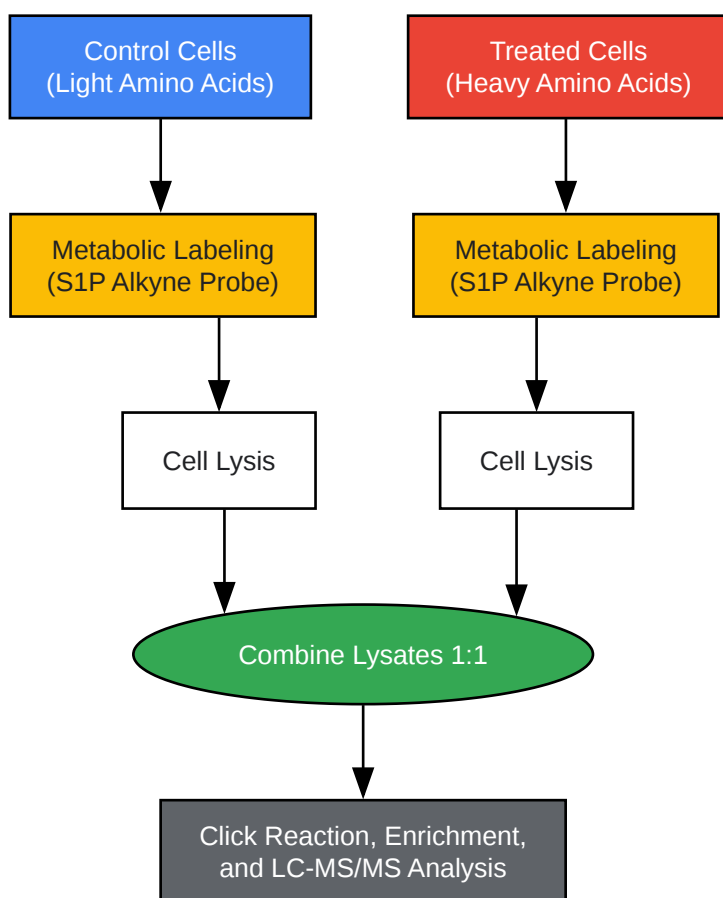 Control Cells
(Light Amino Acids)
Treated Cells
(Heavy Amino Acids)
Metabolic Labeling
(S1P Alkyne Probe)
Metabolic Labeling
(S1P Alkyne Probe)
Cell Lysis
Cell Lysis
Combine Lysates 1:1
Click Reaction, Enrichment,
and LC-MS/MS Analysis